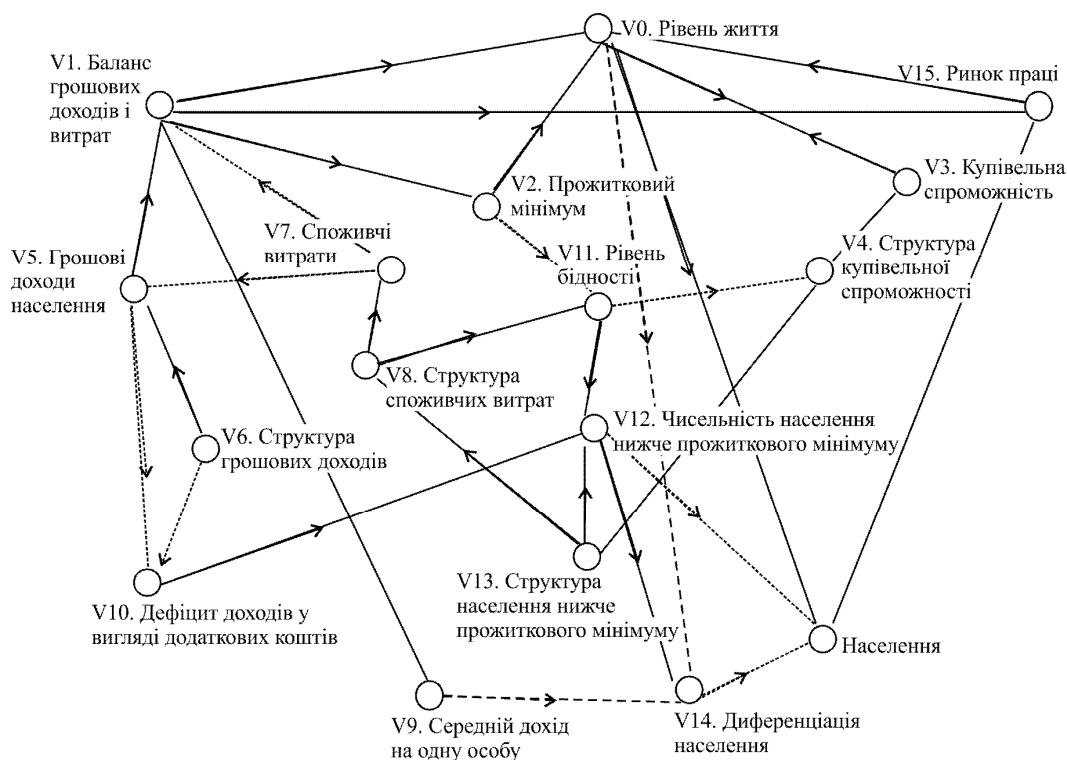 V0. Рівень життя
V1. Баланс
грошових
доходів і
витрат
V15. Ринок праці
V3. Купівельна
спроможність
V2. Прожитковий
мінімум
V7. Споживчі
витрати
V11. Рівень
бідності
V4. Структура
купівельної
спроможності
V5. Грошові
доходи
населення
V8. Структура
споживчих витрат
V12. Чисельність населення
нижче прожиткового мінімуму
V6. Структура
грошових доходів
V13. Структура
населення нижче
прожиткового мінімуму
V10. Дефіцит доходів у
вигляді додаткових коштів
Населення
V9. Середній дохід
на одну особу
V14. Диференціація
населення